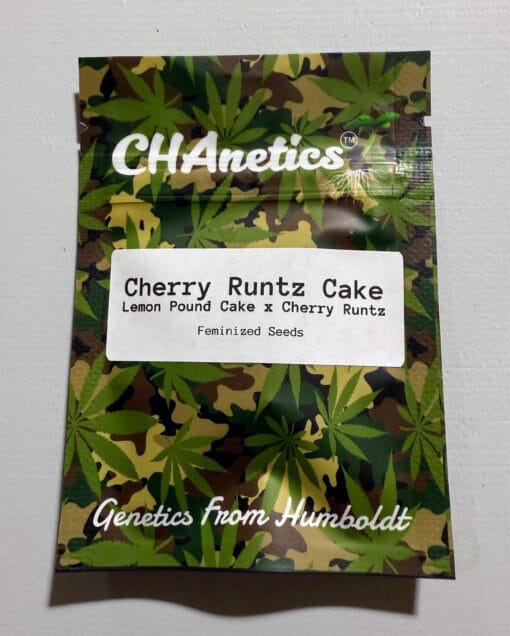 CHAnetics™
Cherry Runtz Cake
Lemon Pound Cake x Cherry Runtz
Feminized Seeds
Genetics From Humboldt